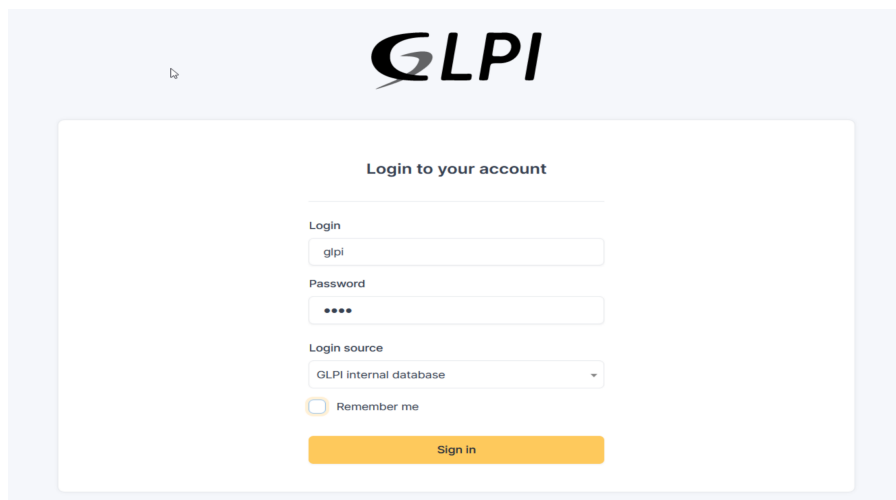 GLPI
Login to your account
Login
glpi
Password
••••
Login source
GLPI internal database
Remember me
Sign in